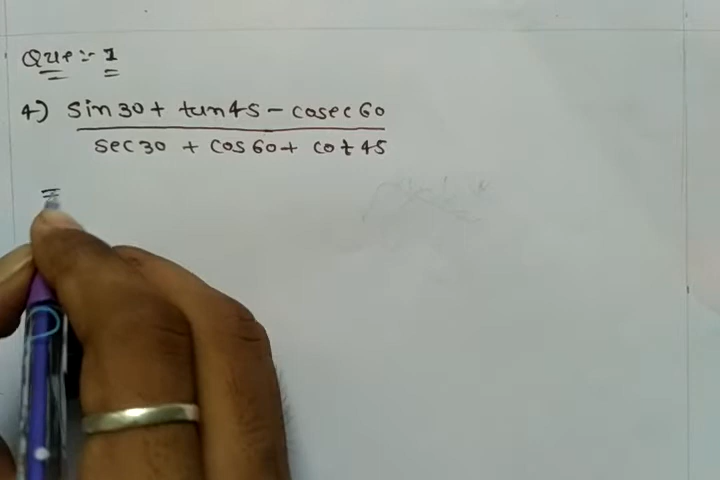 Que :- 1
4) sin 30 + tan 45 - cosec 60
sec 30 + cos 60 + cot 45
=